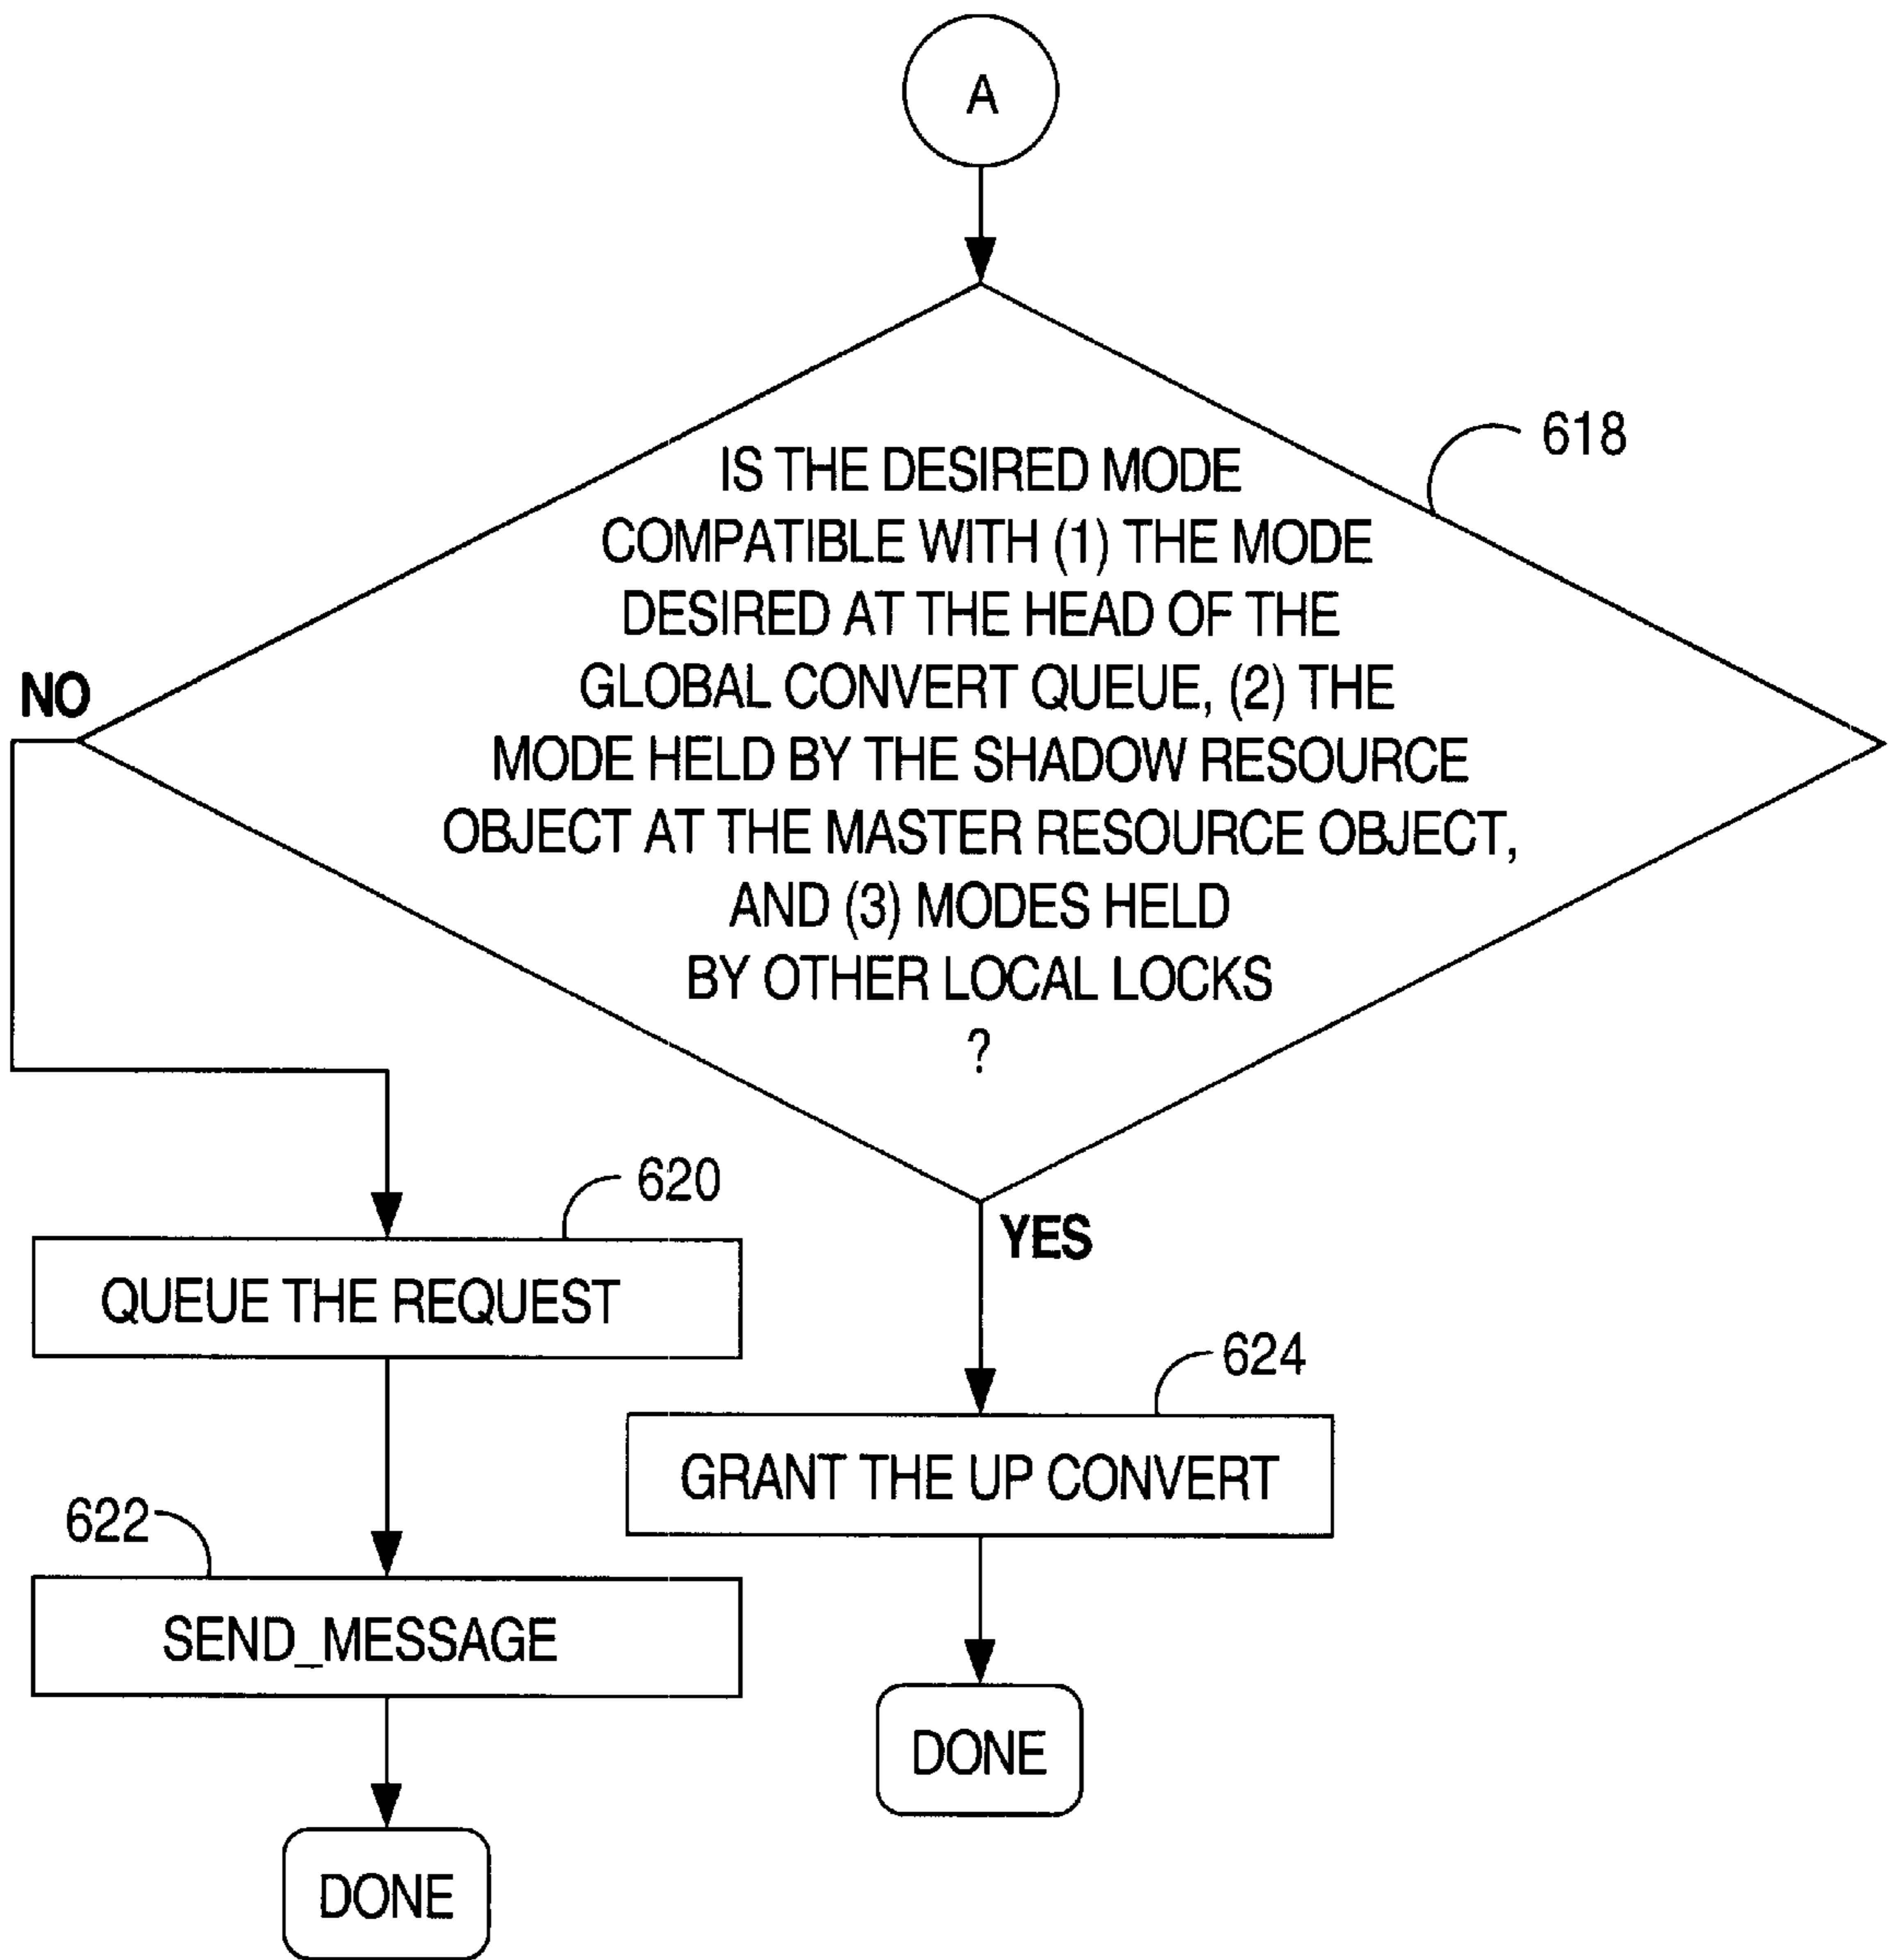 A
618
IS THE DESIRED MODE
COMPATIBLE WITH (1) THE MODE
DESIRED AT THE HEAD OF THE
GLOBAL CONVERT QUEUE, (2) THE
MODE HELD BY THE SHADOW RESOURCE
OBJECT AT THE MASTER RESOURCE OBJECT,
AND (3) MODES HELD
BY OTHER LOCAL LOCKS
?
NO
YES
620
QUEUE THE REQUEST
624
GRANT THE UP CONVERT
622
SEND_MESSAGE
DONE
DONE